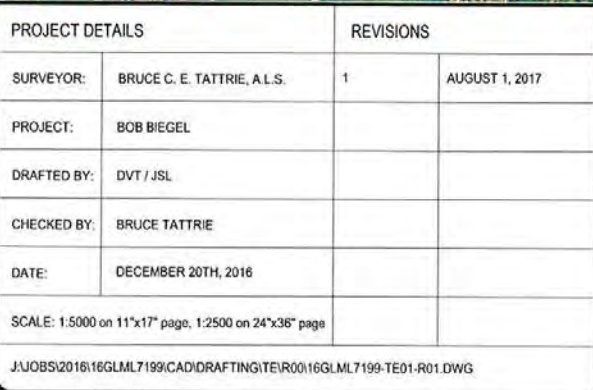 PROJECT DETAILS REVISIONS
SURVEYOR: BRUCE C. E. TATTRIE, A.L.S. 1 AUGUST 1, 2017
PROJECT: BOB BIEGEL
DRAFTED BY: DVT / JSL
CHECKED BY: BRUCE TATTRIE
DATE: DECEMBER 20TH, 2016
SCALE: 1:5000 on 11"x17" page, 1:2500 on 24"x36" page
J:\JOBS\2016\16GLML7199\CAD\DRAFTING\TE\R00\16GLML7199-TE01-R01.DWG